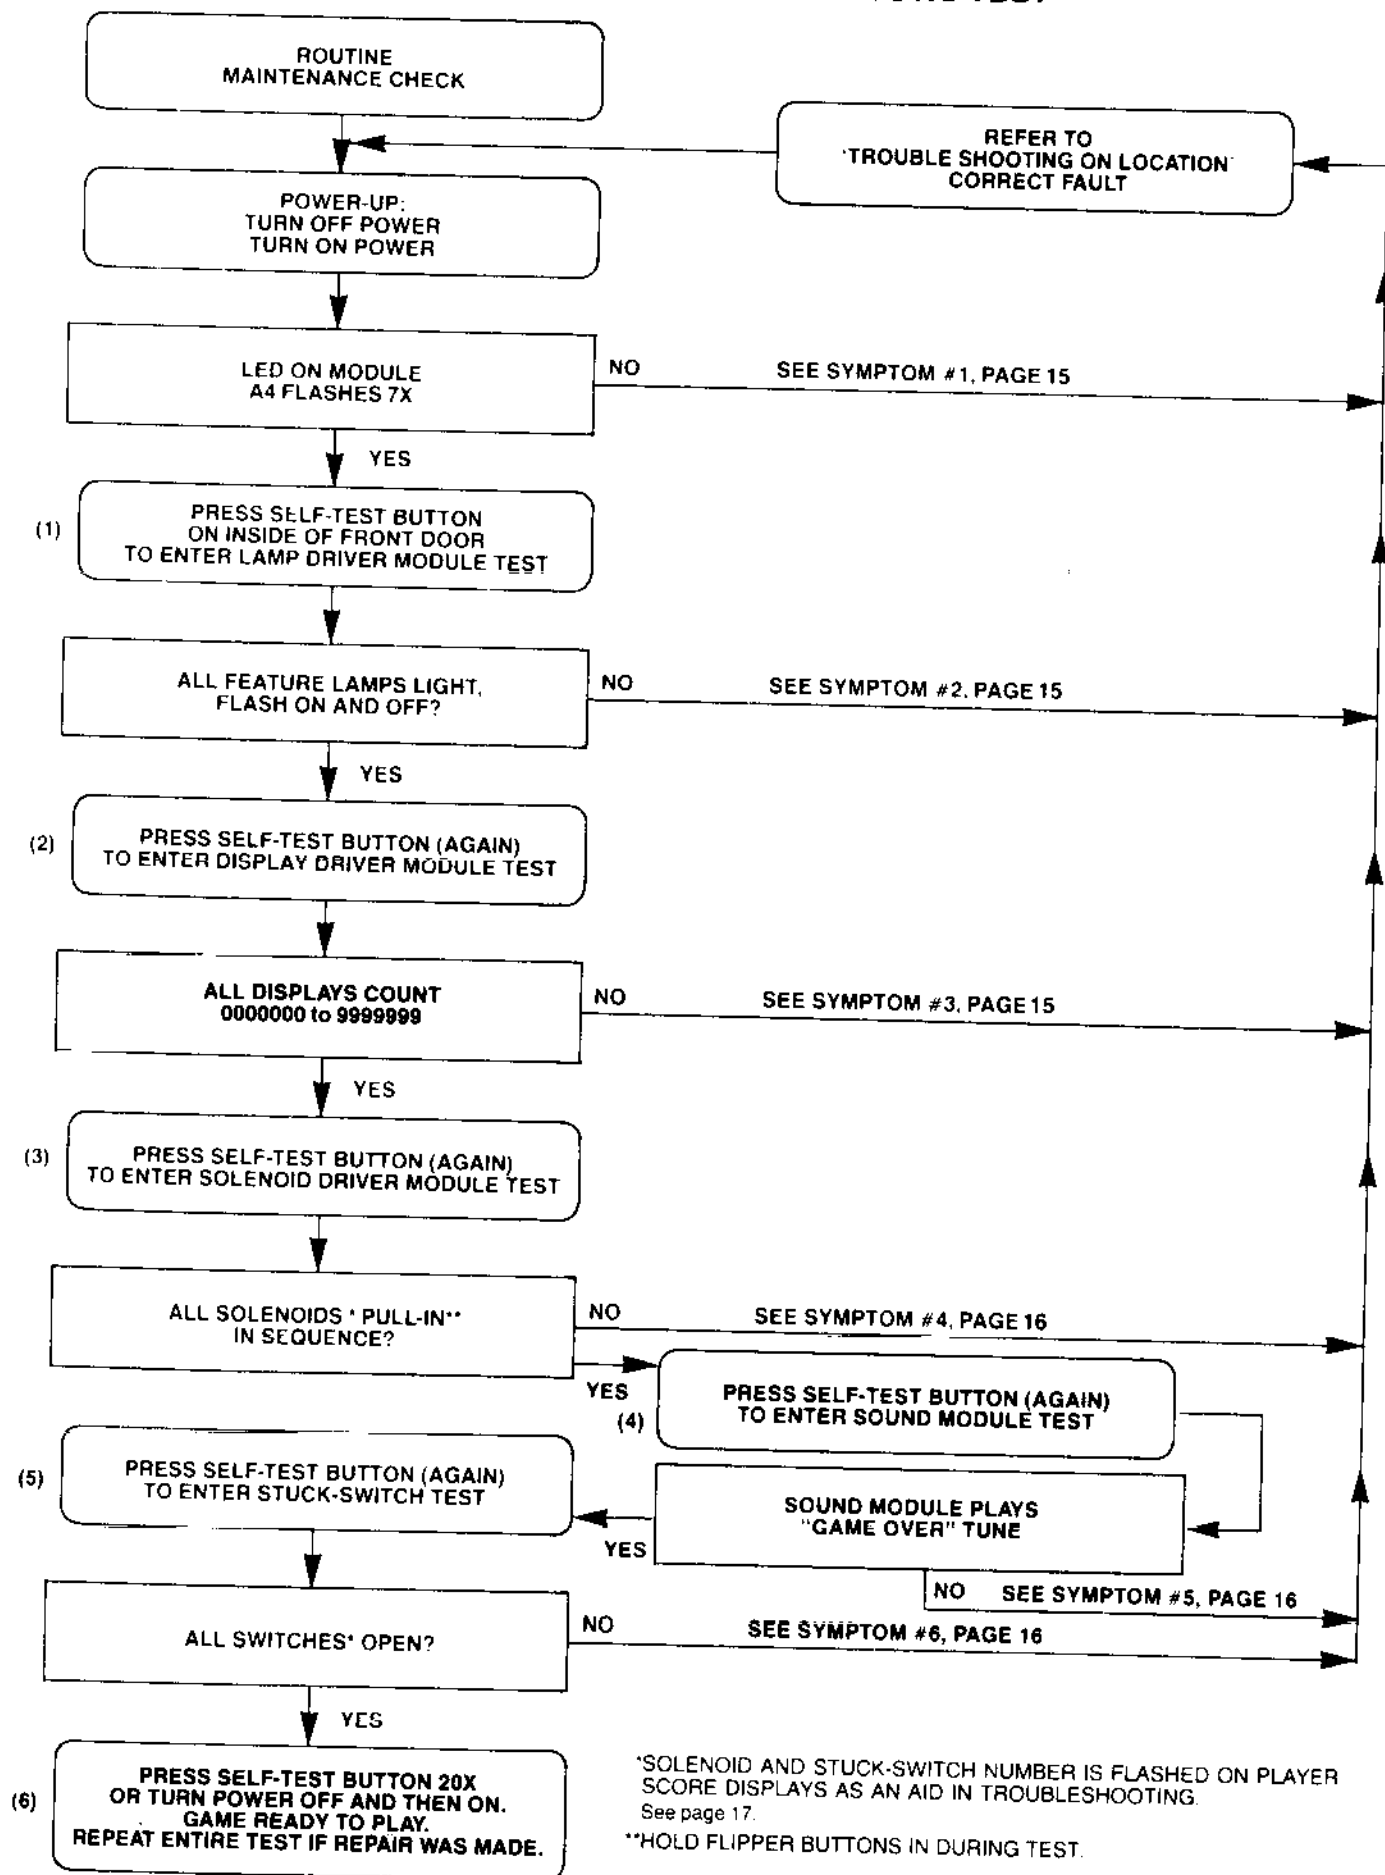 ROUTINE
MAINTENANCE CHECK
REFER TO
'TROUBLE SHOOTING ON LOCATION'
CORRECT FAULT
POWER-UP:
TURN OFF POWER
TURN ON POWER
LED ON MODULE
A4 FLASHES 7X
NO
SEE SYMPTOM #1, PAGE 15
YES
(1)
PRESS SELF-TEST BUTTON
ON INSIDE OF FRONT DOOR
TO ENTER LAMP DRIVER MODULE TEST
ALL FEATURE LAMPS LIGHT,
FLASH ON AND OFF?
NO
SEE SYMPTOM #2, PAGE 15
YES
(2)
PRESS SELF-TEST BUTTON (AGAIN)
TO ENTER DISPLAY DRIVER MODULE TEST
ALL DISPLAYS COUNT
0000000 to 9999999
NO
SEE SYMPTOM #3, PAGE 15
YES
(3)
PRESS SELF-TEST BUTTON (AGAIN)
TO ENTER SOLENOID DRIVER MODULE TEST
ALL SOLENOIDS * PULL-IN**
IN SEQUENCE?
NO
SEE SYMPTOM #4, PAGE 16
YES
(4)
PRESS SELF-TEST BUTTON (AGAIN)
TO ENTER SOUND MODULE TEST
SOUND MODULE PLAYS
"GAME OVER" TUNE
YES
NO
SEE SYMPTOM #5, PAGE 16
(5)
PRESS SELF-TEST BUTTON (AGAIN)
TO ENTER STUCK-SWITCH TEST
ALL SWITCHES* OPEN?
NO
SEE SYMPTOM #6, PAGE 16
YES
(6)
PRESS SELF-TEST BUTTON 20X
OR TURN POWER OFF AND THEN ON.
GAME READY TO PLAY.
REPEAT ENTIRE TEST IF REPAIR WAS MADE.
*SOLENOID AND STUCK-SWITCH NUMBER IS FLASHED ON PLAYER
SCORE DISPLAYS AS AN AID IN TROUBLESHOOTING.
See page 17.
**HOLD FLIPPER BUTTONS IN DURING TEST.